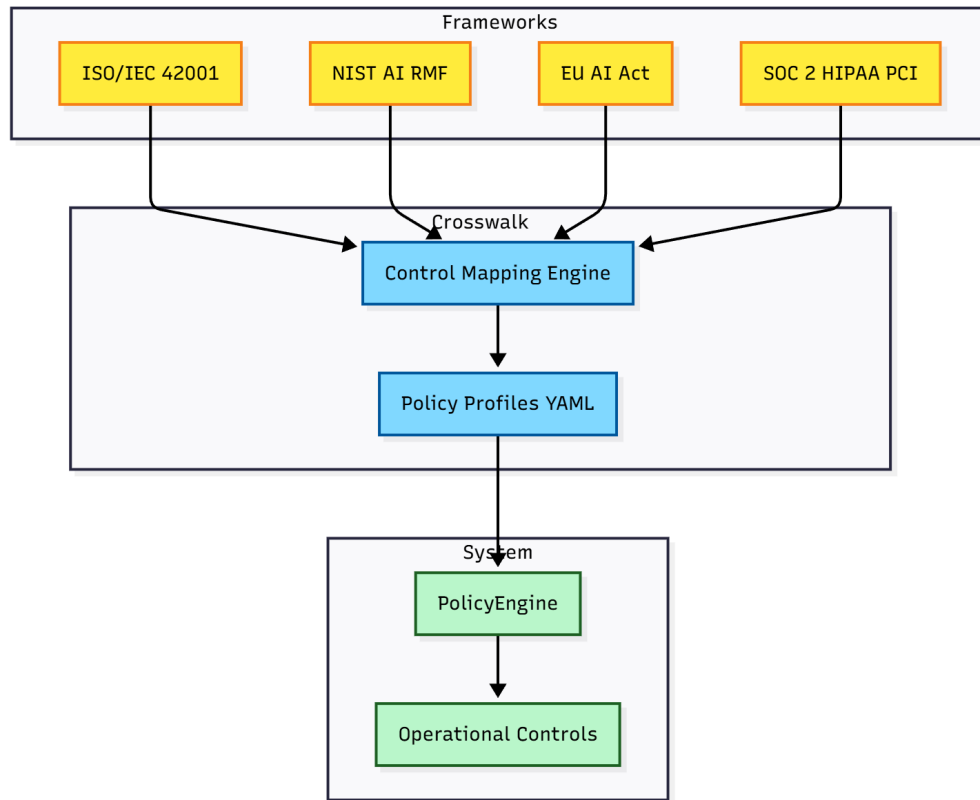 Frameworks
ISO/IEC 42001
NIST AI RMF
EU AI Act
SOC 2 HIPAA PCI
Crosswalk
Control Mapping Engine
Policy Profiles YAML
System
PolicyEngine
Operational Controls